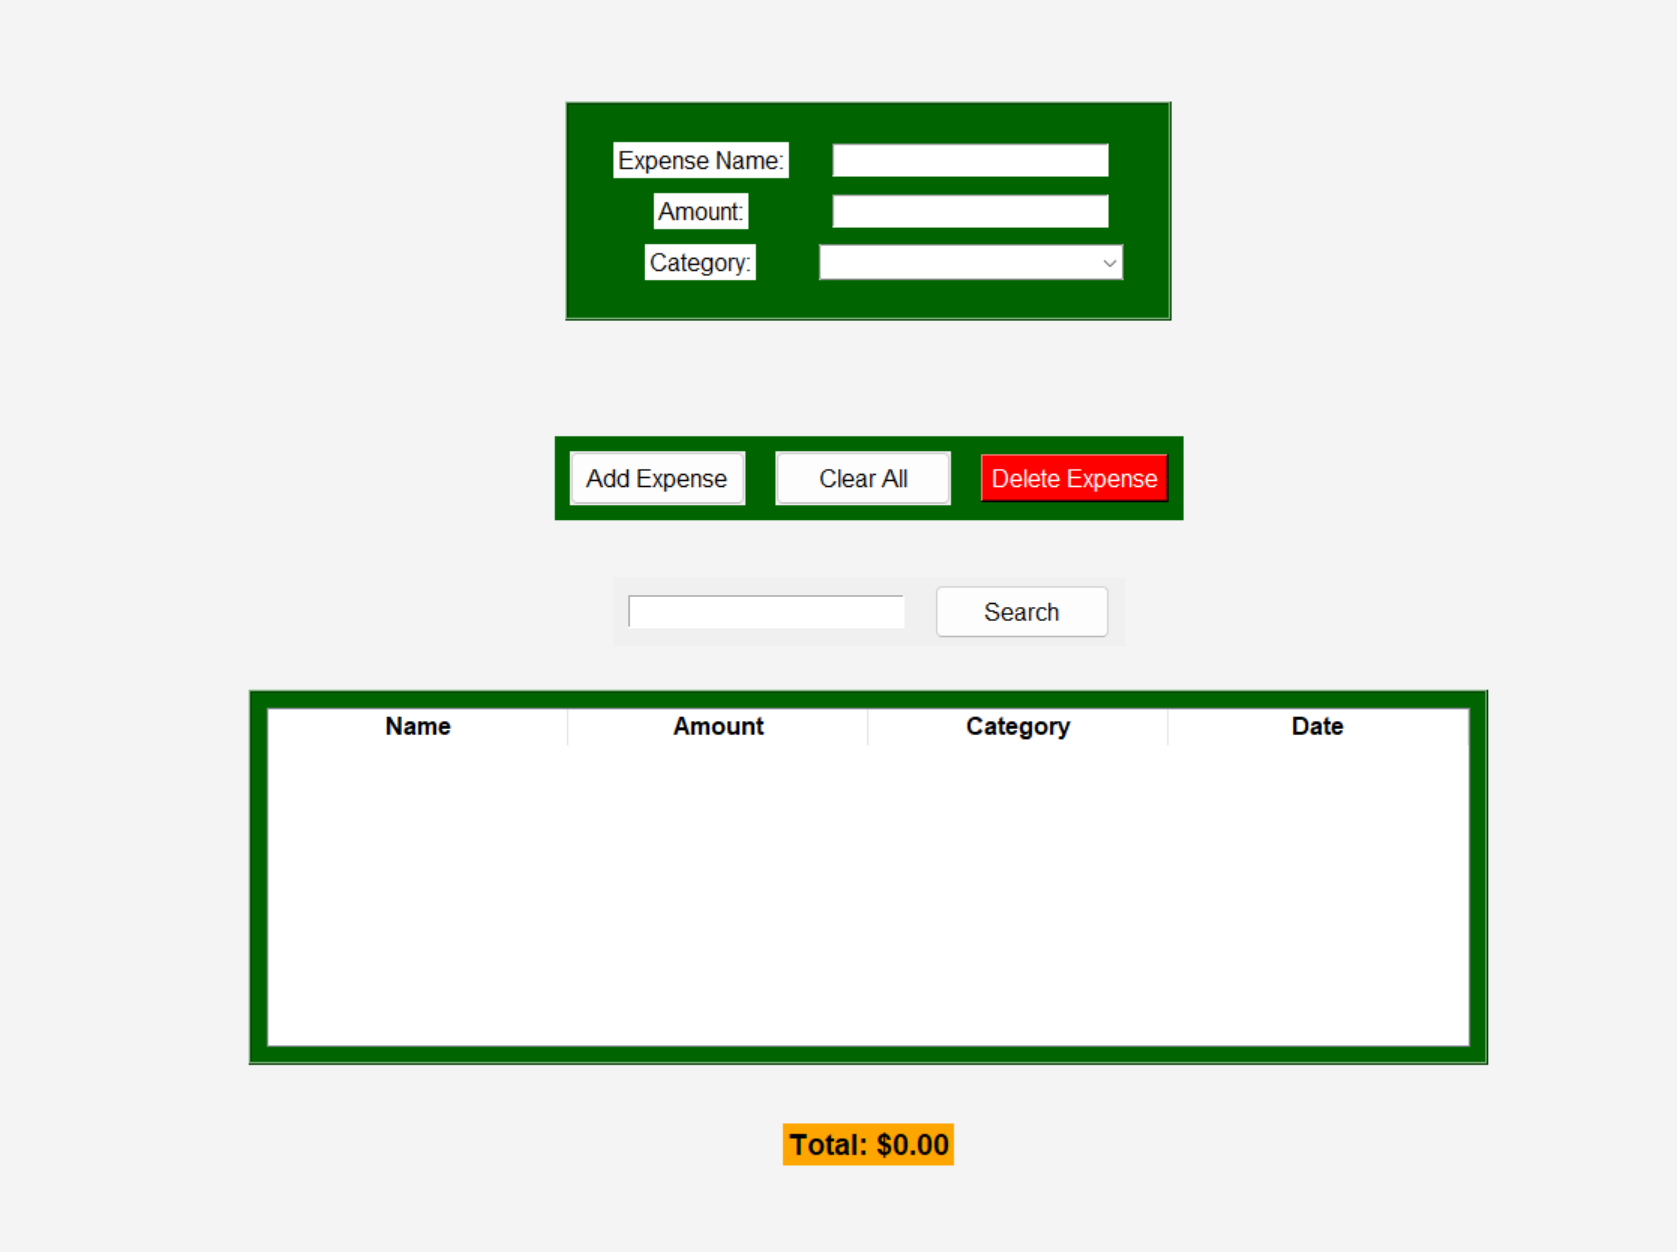 Expense Name:
Amount:
Category:
Add Expense Clear All Delete Expense
Search
Name Amount Category Date
Total: $0.00